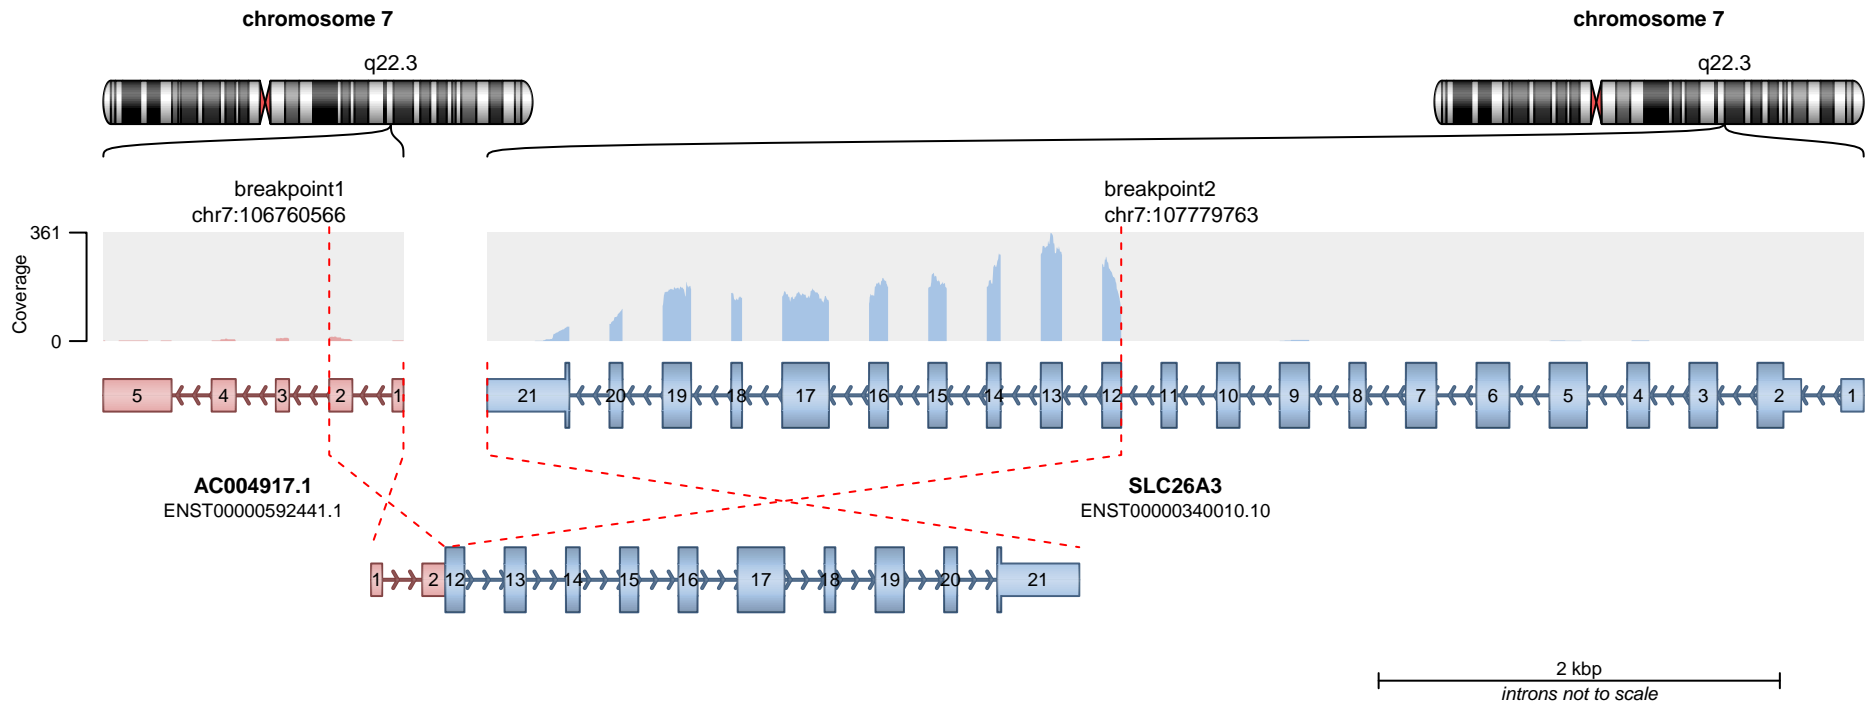 chromosome 7
chromosome 7
q22.3
q22.3
breakpoint1
chr7:106760566
breakpoint2
chr7:107779763
361
Coverage
0
5 4 3 2 1
21 20 19 18 17 16 15 14 13 12 11 10 9 8 7 6 5 4 3 2 1
AC004917.1
ENST00000592441.1
SLC26A3
ENST00000340010.10
1 2 12 13 14 15 16 17 18 19 20 21
2 kbp
introns not to scale